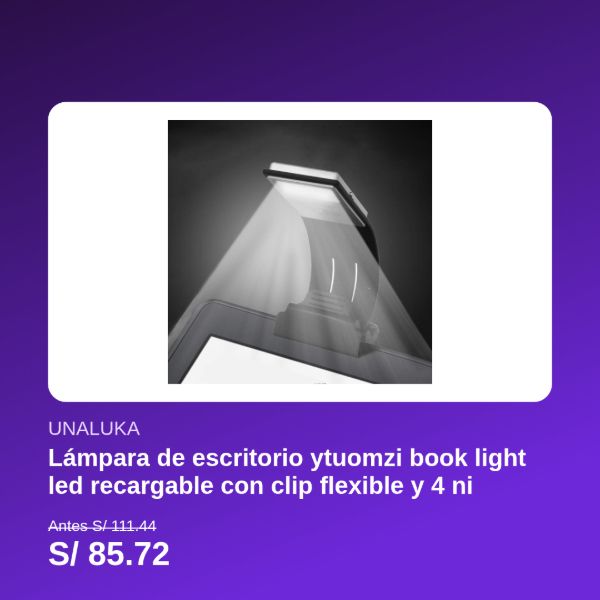 UNALUKA
Lámpara de escritorio ytuomzi book light
led recargable con clip flexible y 4 ni
Antes S/ 111.44
S/ 85.72